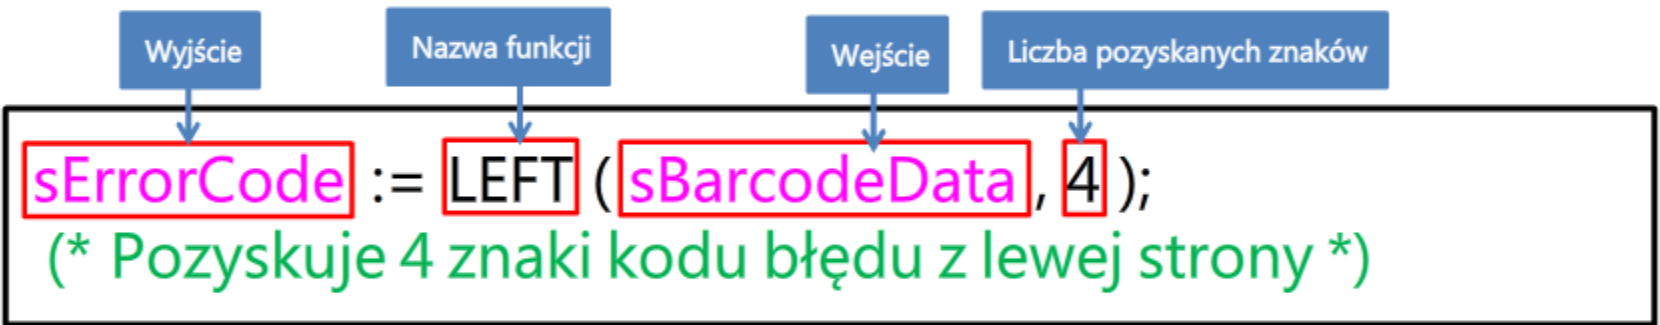 Wyjście
Nazwa funkcji
Wejście
Liczba pozyskanych znaków
sErrorCode := LEFT ( sBarcodeData , 4 );
(* Pozyskuje 4 znaki kodu błędu z lewej strony *)